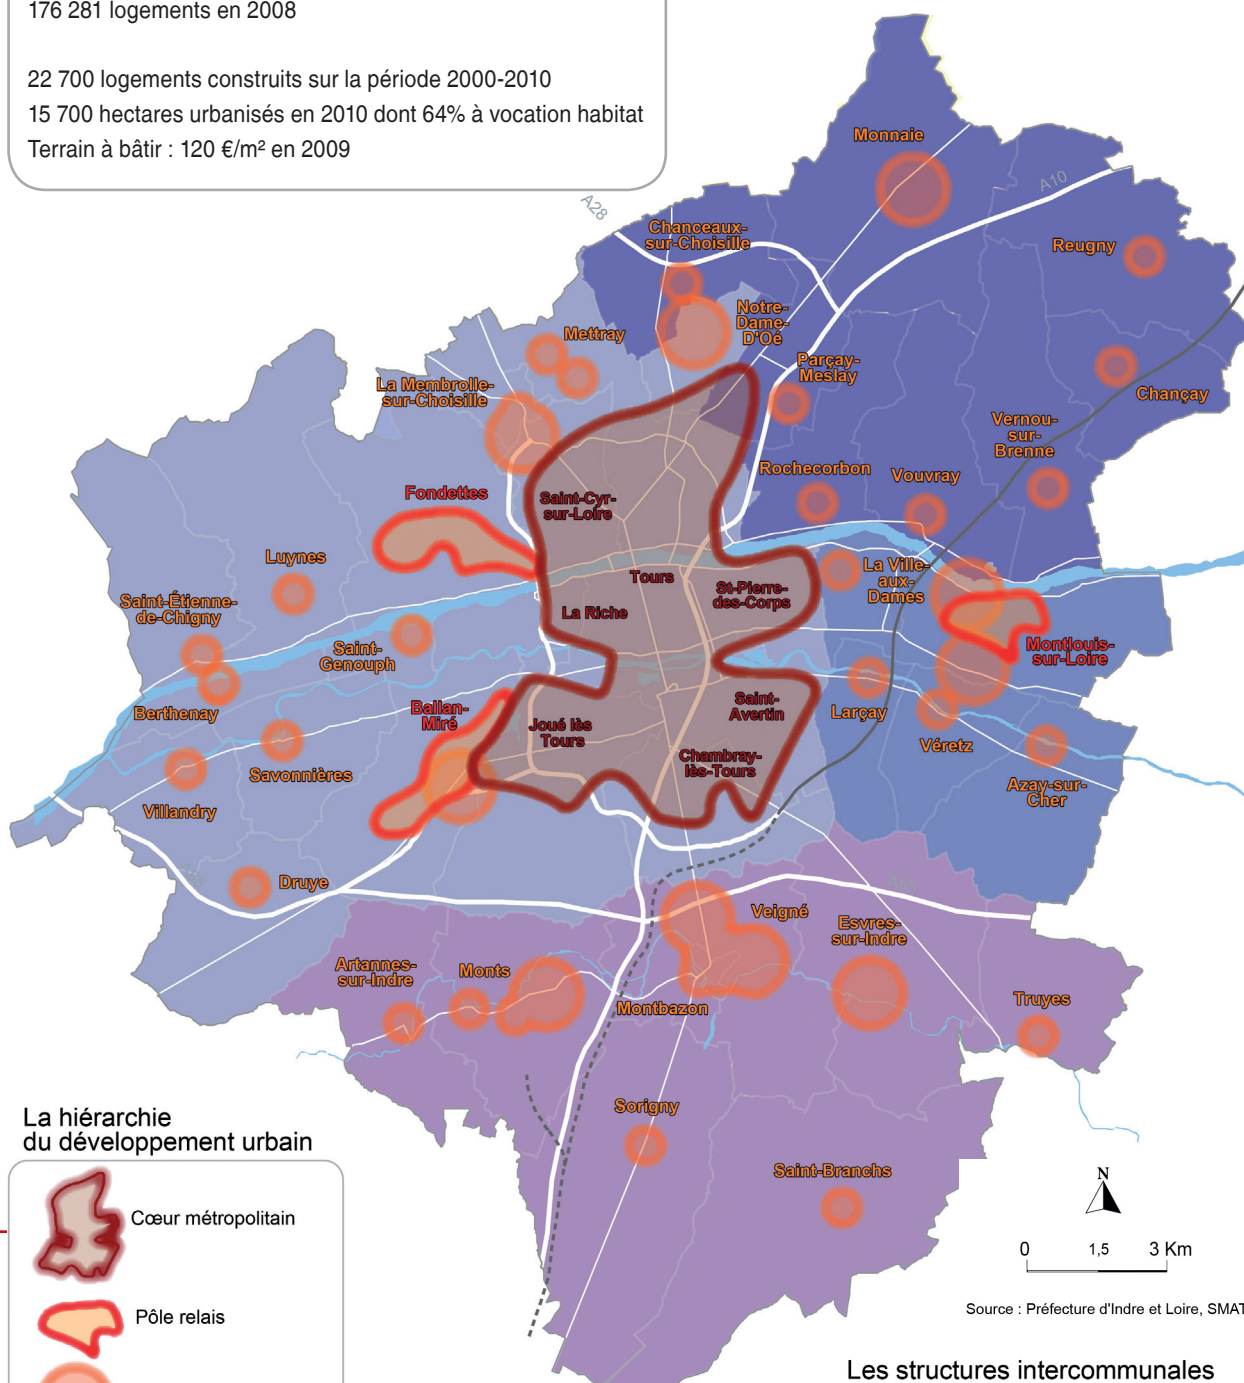 176 281 logements en 2008
22 700 logements construits sur la période 2000-2010
15 700 hectares urbanisés en 2010 dont 64% à vocation habitat
Terrain à bâtir : 120 €/m² en 2009
Monnaie
A28
A10
Chanceaux-
sur-Choisille
Reugny
Notre-
Dame-
D'Oé
Mettray
Parçay-
Meslay
La Membrolle-
sur-Choisille
Chançay
Vernou-
sur-
Brenne
Rochecorbon
Vouvray
Fondettes
Saint-Cyr-
sur-Loire
Luynes
La Ville-
aux-
Dames
Tours
St-Pierre-
des-Corps
Saint-Étienne-
de-Chigny
La Riche
Saint-
Genouph
Montlouis-
sur-Loire
Berthenay
Ballan-
Miré
Saint-
Avertin
Larçay
Joué lès
Tours
Véretz
Savonnières
Chambray-
lès-Tours
Azay-sur-
Cher
Villandry
Druye
Veigné
Esvres-
sur-Indre
Artannes-
sur-Indre
Monts
Montbazon
Truyes
Sorigny
Saint-Branchs
La hiérarchie
du développement urbain
Cœur métropolitain
Pôle relais
N
0 1,5 3 Km
Source : Préfecture d'Indre et Loire, SMAT
Les structures intercommunales